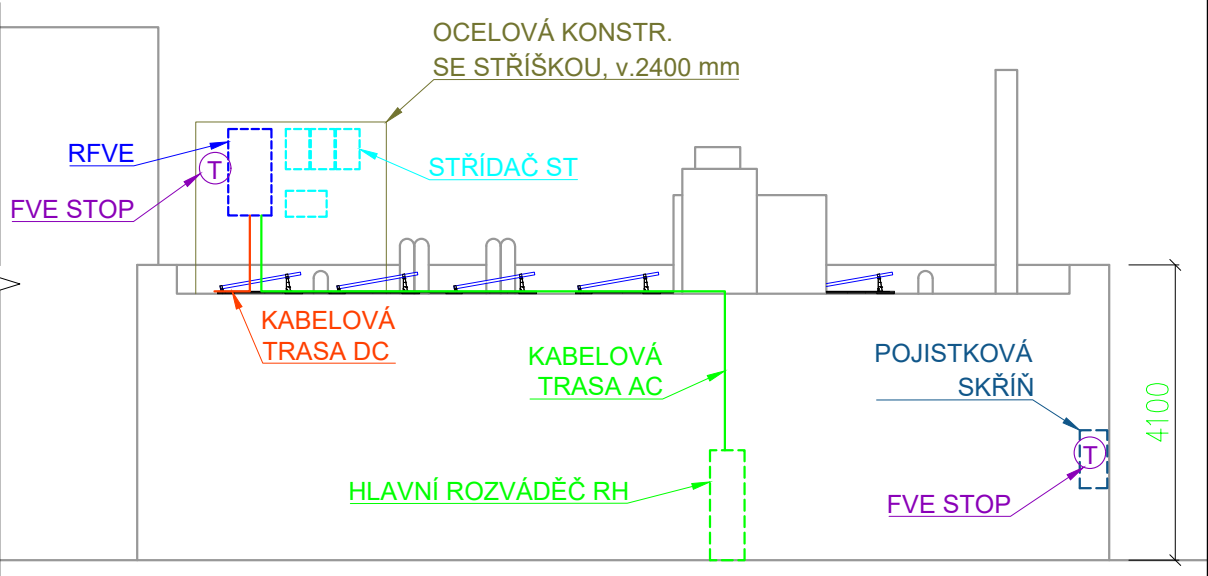 OCELOVÁ KONSTR.
SE STŘÍŠKOU, v.2400 mm
RFVE
T
STŘÍDAČ ST
FVE STOP
KABELOVÁ
TRASA DC
KABELOVÁ
TRASA AC
POJISTKOVÁ
SKŘÍŇ
4100
T
HLAVNÍ ROZVÁDĚČ RH
FVE STOP